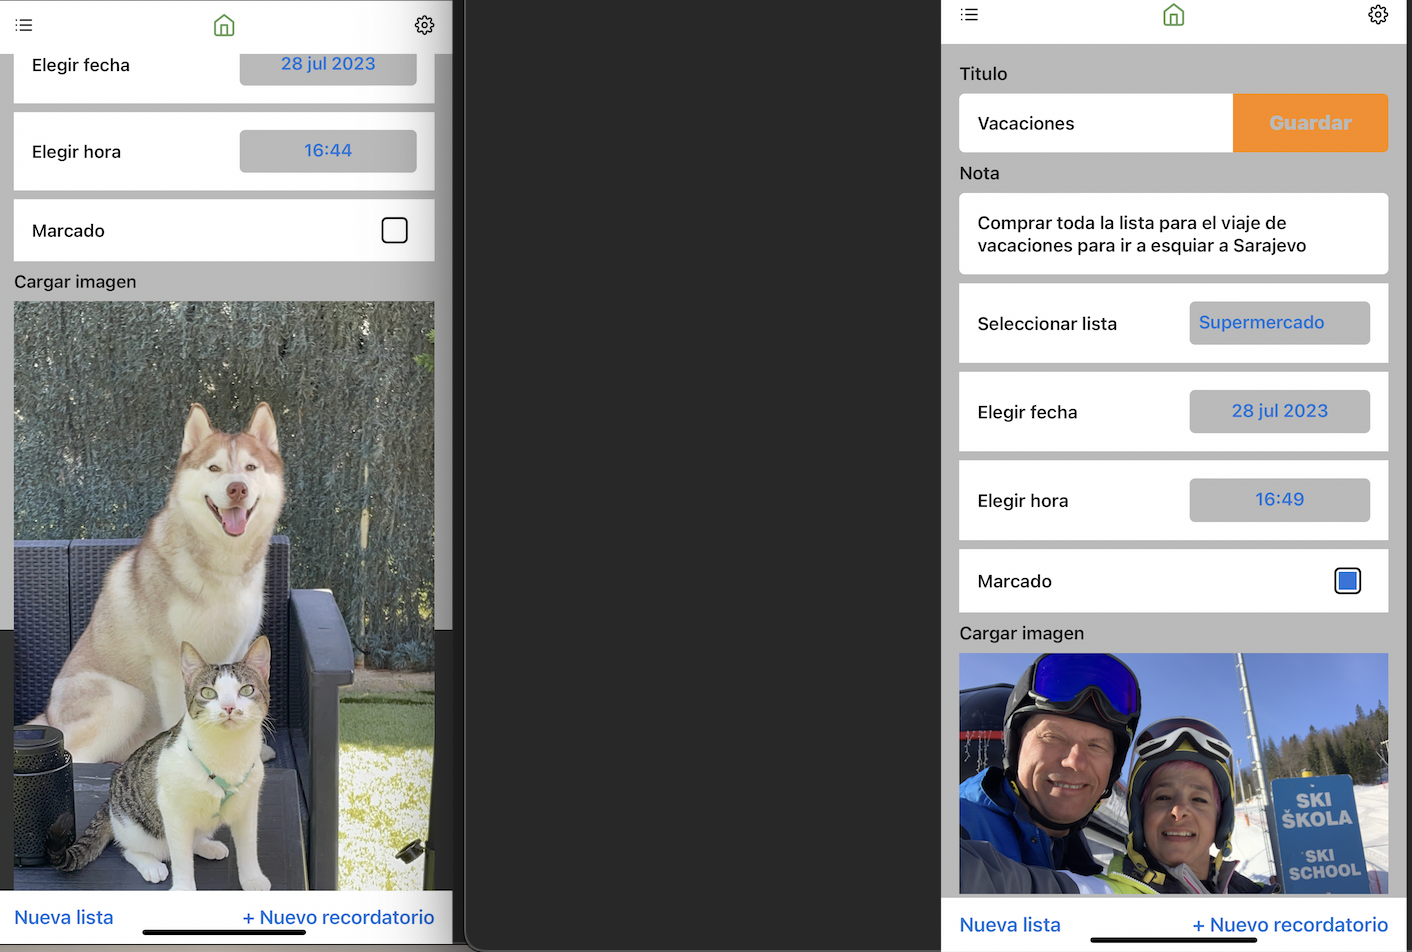 Elegir fecha
28 jul 2023
Elegir hora
16:44
Marcado
Cargar imagen
Nueva lista
+ Nuevo recordatorio
Titulo
Vacaciones
Guardar
Nota
Comprar toda la lista para el viaje de
vacaciones para ir a esquiar a Sarajevo
Seleccionar lista
Supermercado
Elegir fecha
28 jul 2023
Elegir hora
16:49
Marcado
Cargar imagen
SKI
ŠKOLA
SKI
SCHOOL
Nueva lista
+ Nuevo recordatorio